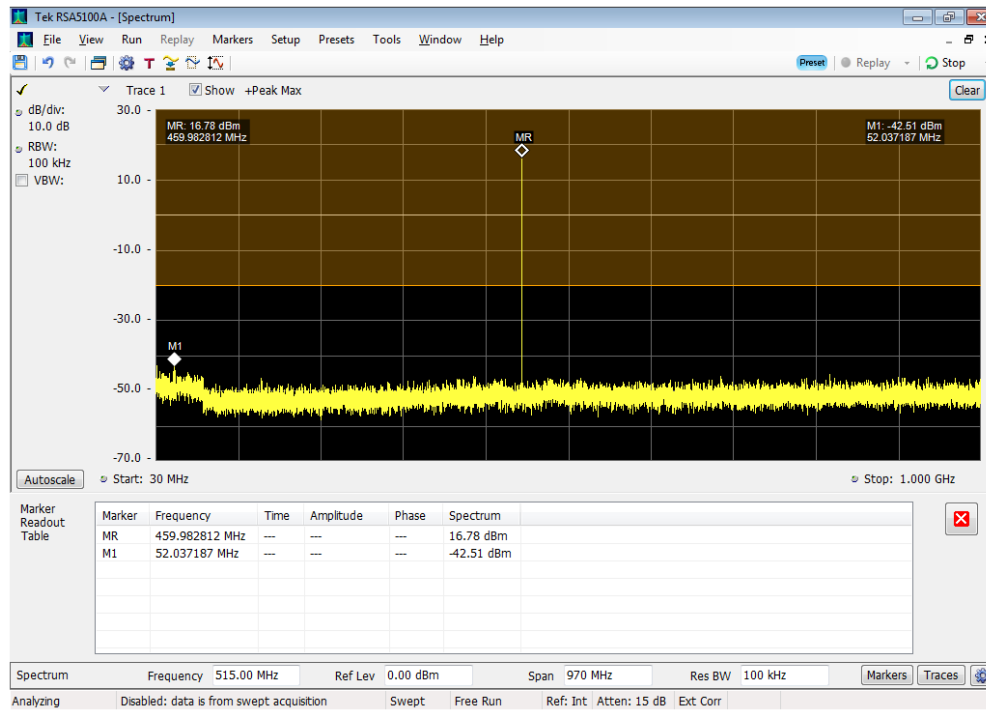 Tek RSA5100A - [Spectrum]
File View Run Replay Markers Setup Presets Tools Window Help
T Preset Replay Stop
Trace 1 Show +Peak Max Clear
dB/div:
10.0 dB
RBW:
100 kHz
VBW:
30.0
10.0
-10.0
-30.0
-50.0
-70.0
MR: 16.78 dBm
459.982812 MHz
MR
M1: -42.51 dBm
52.037187 MHz
M1
Autoscale Start: 30 MHz Stop: 1.000 GHz
Marker
Readout
Table
Marker Frequency Time Amplitude Phase Spectrum
MR 459.982812 MHz --- --- --- 16.78 dBm
M1 52.037187 MHz --- --- --- -42.51 dBm
Spectrum Frequency 515.00 MHz Ref Lev 0.00 dBm Span 970 MHz Res BW 100 kHz Markers Traces
Analyzing Disabled: data is from swept acquisition Swept Free Run Ref: Int Atten: 15 dB Ext Corr